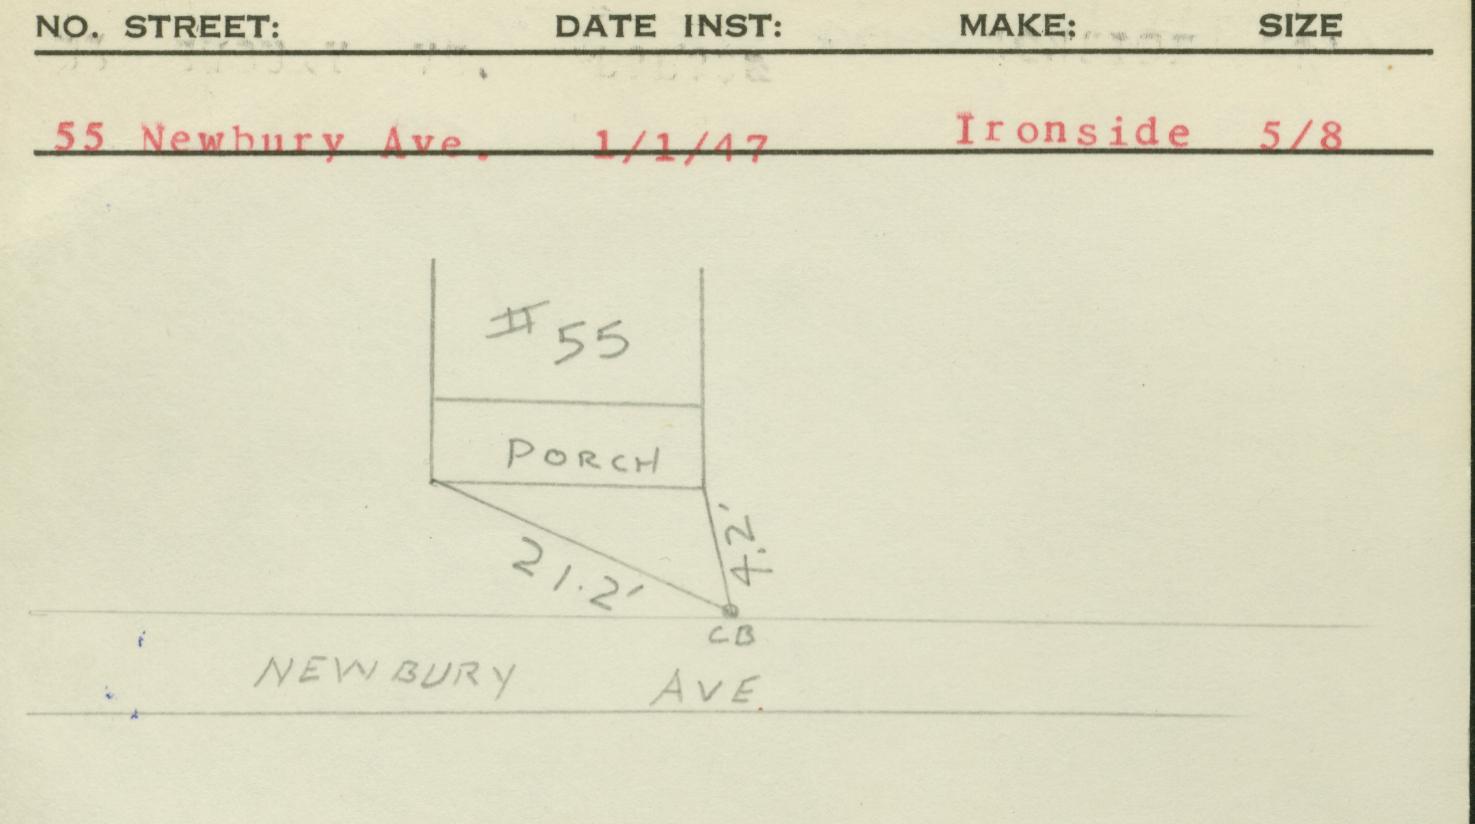 NO. STREET: DATE INST: MAKE: SIZE
55 Newbury Ave. 1/1/47 Ironside 5/8
# 55
PORCH
21.2'
4.2'
CB
NEWBURY AVE.